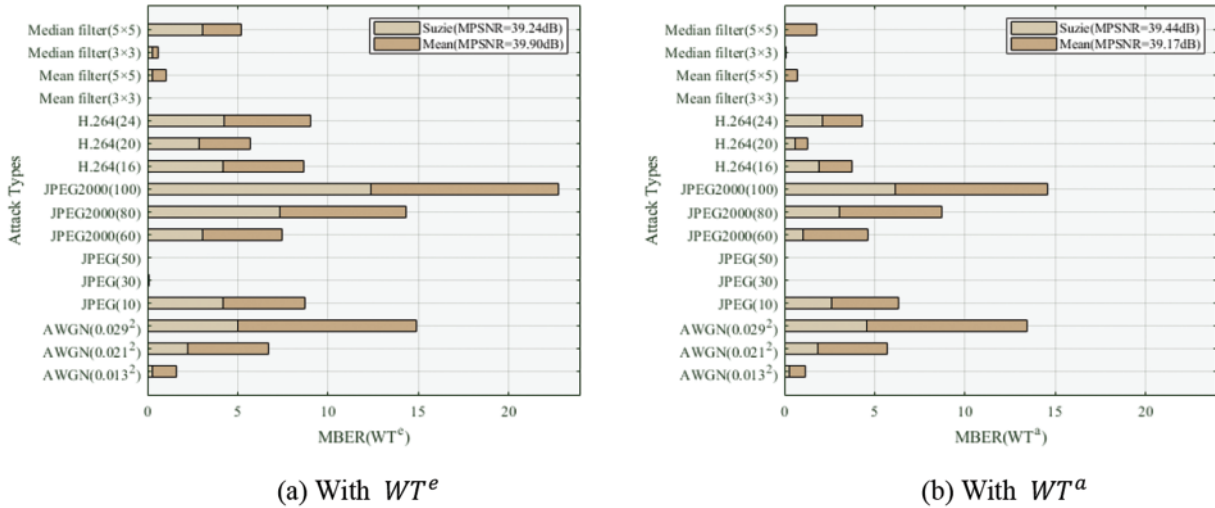 Median filter(5×5)
Median filter(3×3)
Mean filter(5×5)
Mean filter(3×3)
H.264(24)
H.264(20)
H.264(16)
JPEG2000(100)
JPEG2000(80)
JPEG2000(60)
JPEG(50)
JPEG(30)
JPEG(10)
AWGN(0.029²)
AWGN(0.021²)
AWGN(0.013²)
Attack Types
Suzie(MPSNR=39.24dB)
Mean(MPSNR=39.90dB)
0 5 10 15 20
MBER(WTᵉ)
(a) With WTᵉ
Median filter(5×5)
Median filter(3×3)
Mean filter(5×5)
Mean filter(3×3)
H.264(24)
H.264(20)
H.264(16)
JPEG2000(100)
JPEG2000(80)
JPEG2000(60)
JPEG(50)
JPEG(30)
JPEG(10)
AWGN(0.029²)
AWGN(0.021²)
AWGN(0.013²)
Attack Types
Suzie(MPSNR=39.44dB)
Mean(MPSNR=39.17dB)
0 5 10 15 20
MBER(WTᵃ)
(b) With WTᵃ